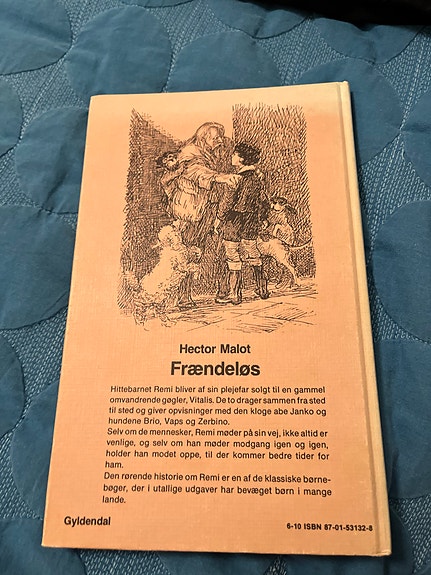 Hector Malot
Frændeløs
Hittebarnet Remi bliver af sin plejefar solgt til en gammel
omvandrende gøgler, Vitalis. De to drager sammen fra sted
til sted og giver opvisninger med den kloge abe Janko og
hundene Brio, Vaps og Zerbino.
Selv om de mennesker, Remi møder på sin vej, ikke altid er
venlige, og selv om han møder modgang igen og igen,
holder han modet oppe, til der kommer bedre tider for
ham.
Den rørende historie om Remi er en af de klassiske børne-
bøger, der i utallige udgaver har bevæget børn i mange
lande.
Gyldendal
6-10 ISBN 87-01-53132-8